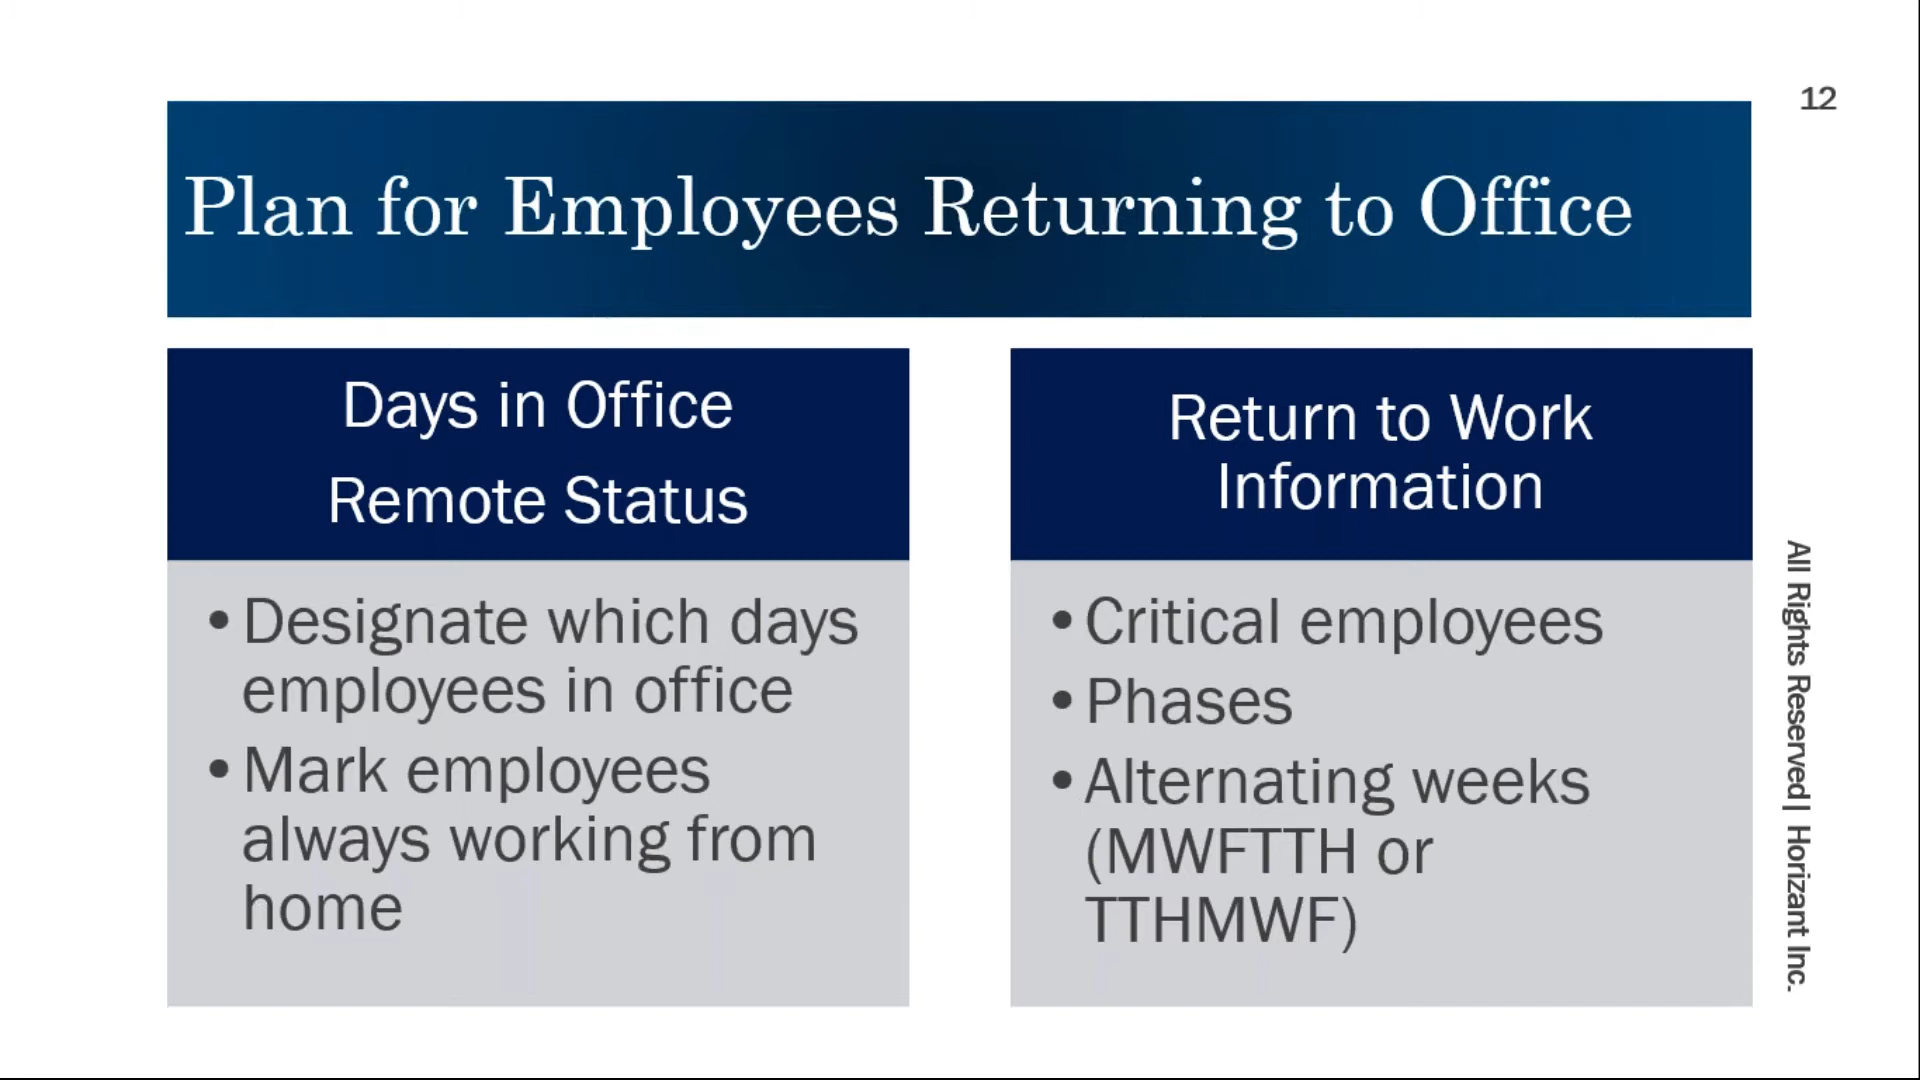 12
Plan for Employees Returning to Office
Days in Office
Remote Status
• Designate which days
employees in office
• Mark employees
always working from
home
Return to Work
Information
• Critical employees
• Phases
• Alternating weeks
(MWFTTH or
TTHMWF)
All Rights Reserved| Horizant Inc.